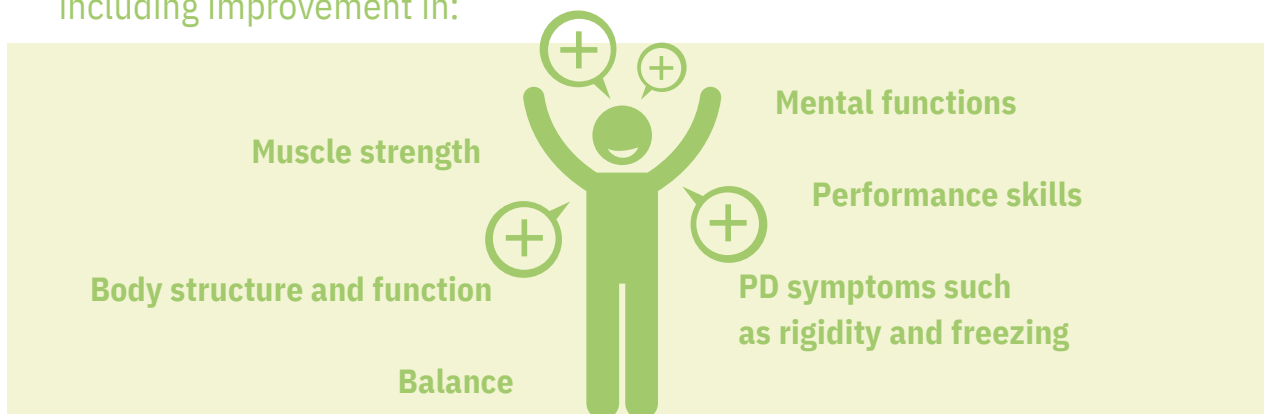 including improvement in:
Mental functions
Muscle strength
Performance skills
Body structure and function
PD symptoms such
as rigidity and freezing
Balance